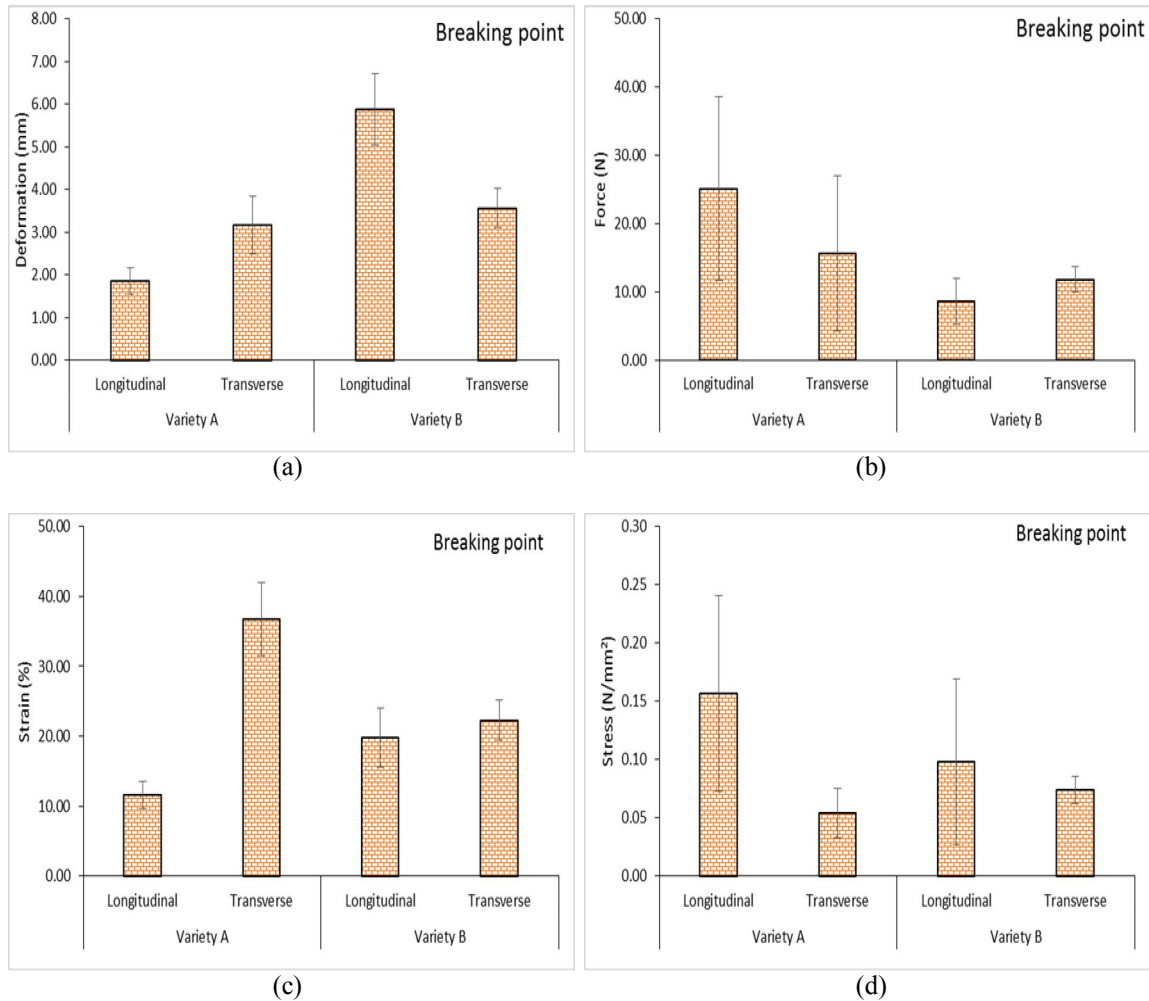 Breaking point
Deformation (mm)
8.00
7.00
6.00
5.00
4.00
3.00
2.00
1.00
0.00
Longitudinal Transverse Longitudinal Transverse
Variety A Variety B
(a)
Breaking point
Force (N)
50.00
40.00
30.00
20.00
10.00
0.00
Longitudinal Transverse Longitudinal Transverse
Variety A Variety B
(b)
Breaking point
Strain (%)
50.00
40.00
30.00
20.00
10.00
0.00
Longitudinal Transverse Longitudinal Transverse
Variety A Variety B
(c)
Breaking point
Stress (N/mm²)
0.30
0.25
0.20
0.15
0.10
0.05
0.00
Longitudinal Transverse Longitudinal Transverse
Variety A Variety B
(d)